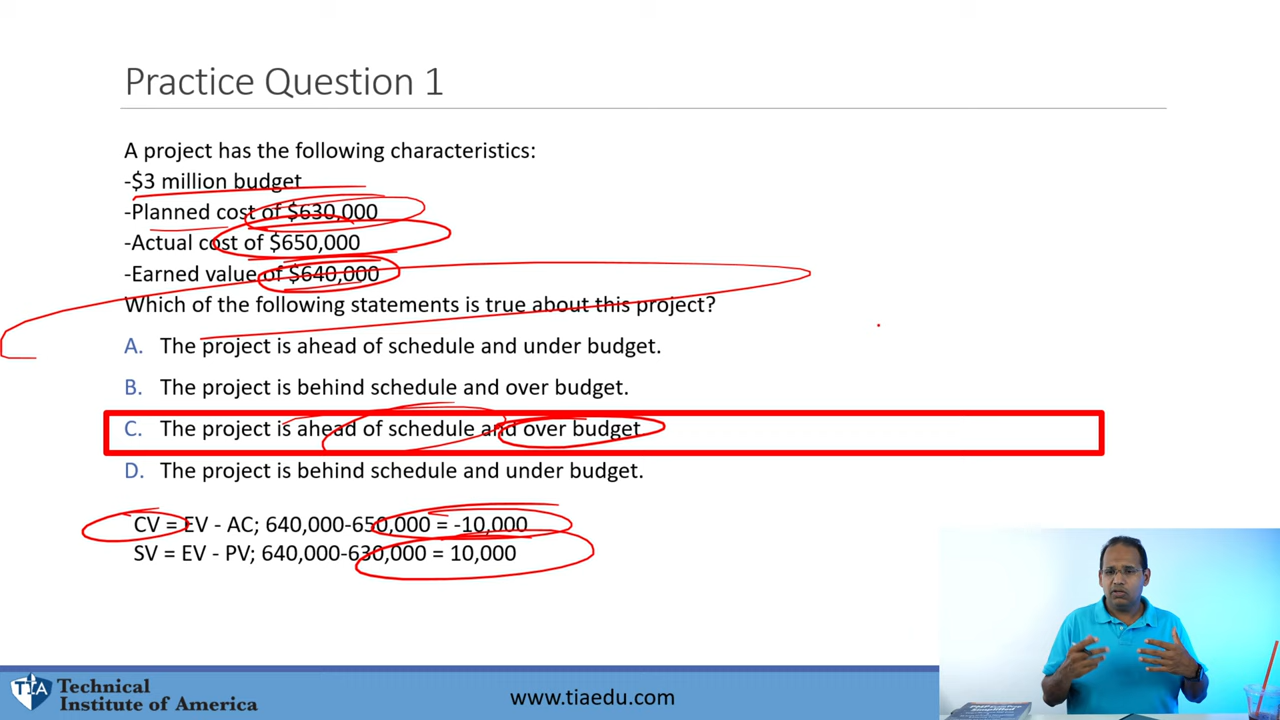 Practice Question 1
A project has the following characteristics:
-$3 million budget
-Planned cost of $630,000
-Actual cost of $650,000
-Earned value of $640,000
Which of the following statements is true about this project?
A. The project is ahead of schedule and under budget.
B. The project is behind schedule and over budget.
C. The project is ahead of schedule and over budget
D. The project is behind schedule and under budget.
CV = EV - AC; 640,000-650,000 = -10,000
SV = EV - PV; 640,000-630,000 = 10,000
TIA
Technical
Institute of America
www.tiaedu.com